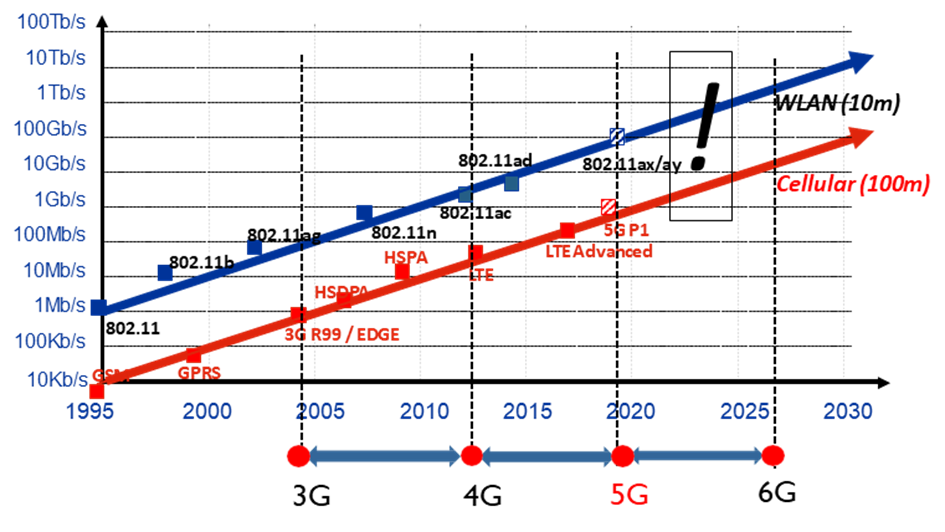 100Tb/s
10Tb/s
1Tb/s
100Gb/s
10Gb/s
1Gb/s
100Mb/s
10Mb/s
1Mb/s
100Kb/s
10Kb/s
!
WLAN (10m)
Cellular (100m)
802.11ad
802.11ax/ay
802.11ac
802.11n
802.11ag
802.11b
802.11
5G P1
LTE Advanced
LTE
HSPA
HSDPA
3G R99 / EDGE
GPRS
GSM
1995 2000 2005 2010 2015 2020 2025 2030
3G 4G 5G 6G